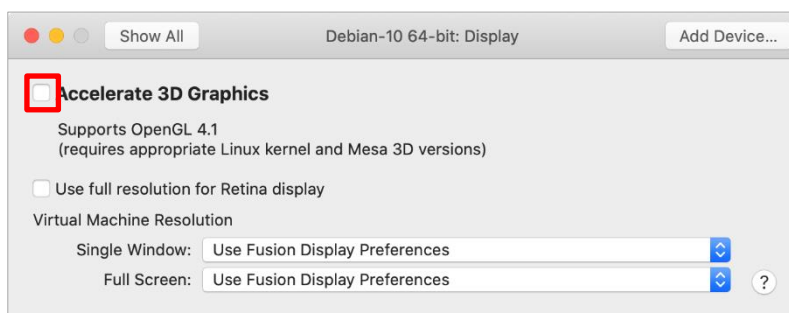 Show All Debian-10 64-bit: Display Add Device...
Accelerate 3D Graphics
Supports OpenGL 4.1
(requires appropriate Linux kernel and Mesa 3D versions)
Use full resolution for Retina display
Virtual Machine Resolution
Single Window: Use Fusion Display Preferences
Full Screen: Use Fusion Display Preferences ?